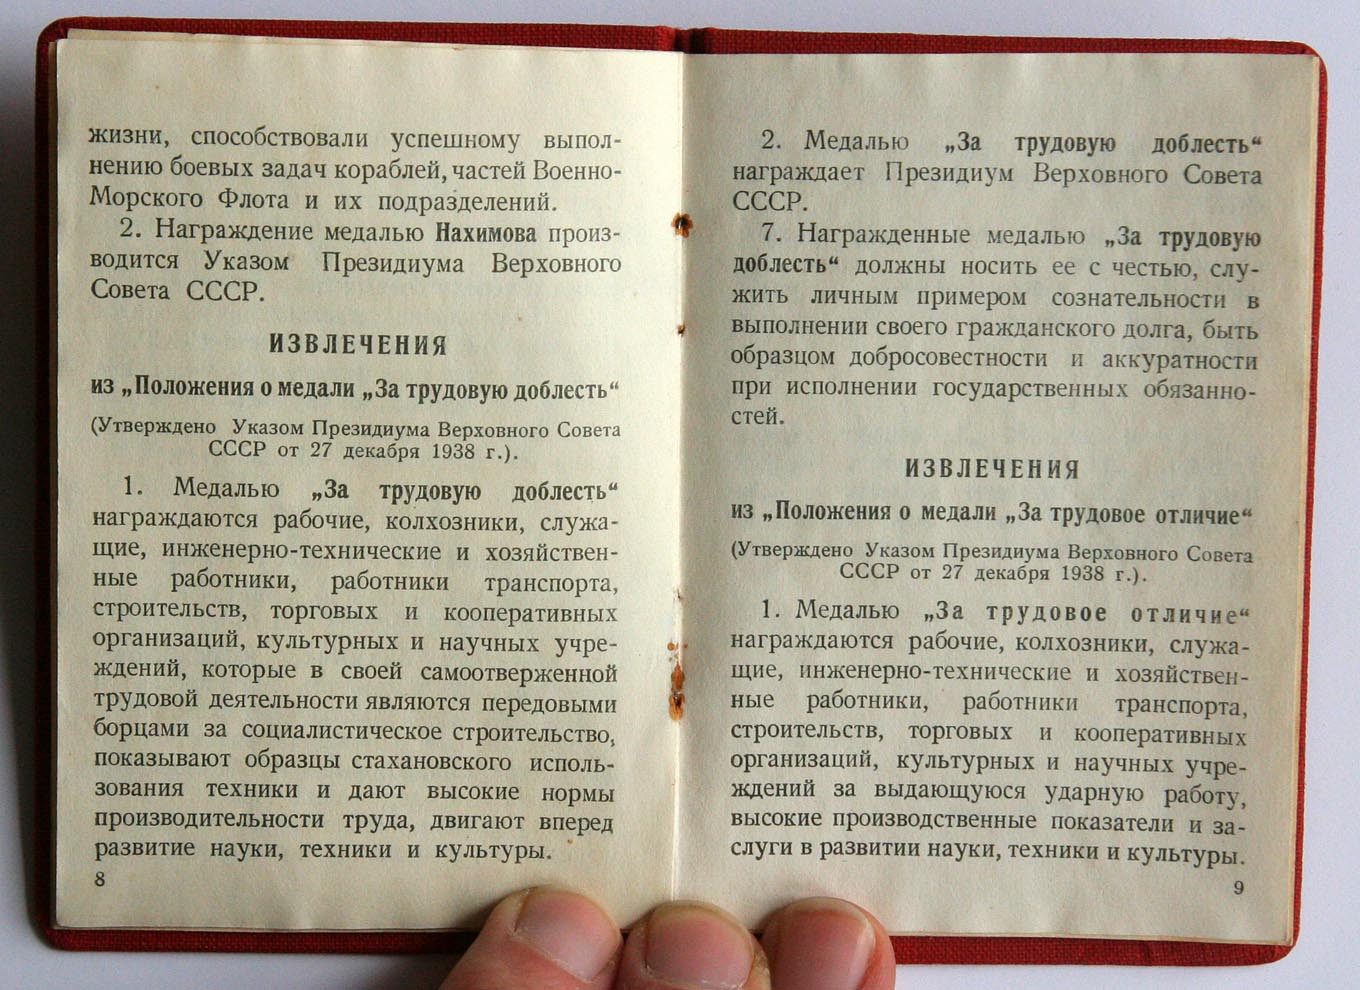 жизни, способствовали успешному выпол-
нению боевых задач кораблей, частей Военно-
Морского Флота и их подразделений.
2. Награждение медалью Нахимова произ-
водится Указом Президиума Верховного
Совета СССР.
ИЗВЛЕЧЕНИЯ
из „Положения о медали „За трудовую доблесть“
(Утверждено Указом Президиума Верховного Совета
СССР от 27 декабря 1938 г.).
1. Медалью „За трудовую доблесть“
награждаются рабочие, колхозники, служа-
щие, инженерно-технические и хозяйствен-
ные работники, работники транспорта,
строительств, торговых и кооперативных
организаций, культурных и научных учре-
ждений, которые в своей самоотверженной
трудовой деятельности являются передовыми
борцами за социалистическое строительство,
показывают образцы стахановского исполь-
зования техники и дают высокие нормы
производительности труда, двигают вперед
развитие науки, техники и культуры.
8
2. Медалью „За трудовую доблесть“
награждает Президиум Верховного Совета
СССР.
7. Награжденные медалью „За трудовую
доблесть“ должны носить ее с честью, слу-
жить личным примером сознательности в
выполнении своего гражданского долга, быть
образцом добросовестности и аккуратности
при исполнении государственных обязанно-
стей.
ИЗВЛЕЧЕНИЯ
из „Положения о медали „За трудовое отличие“
(Утверждено Указом Президиума Верховного Совета
СССР от 27 декабря 1938 г.).
1. Медалью „За трудовое отличие“
награждаются рабочие, колхозники, служа-
щие, инженерно-технические и хозяйствен-
ные работники, работники транспорта,
строительств, торговых и кооперативных
организаций, культурных и научных учре-
ждений за выдающуюся ударную работу,
высокие производственные показатели и за-
слуги в развитии науки, техники и культуры.
9